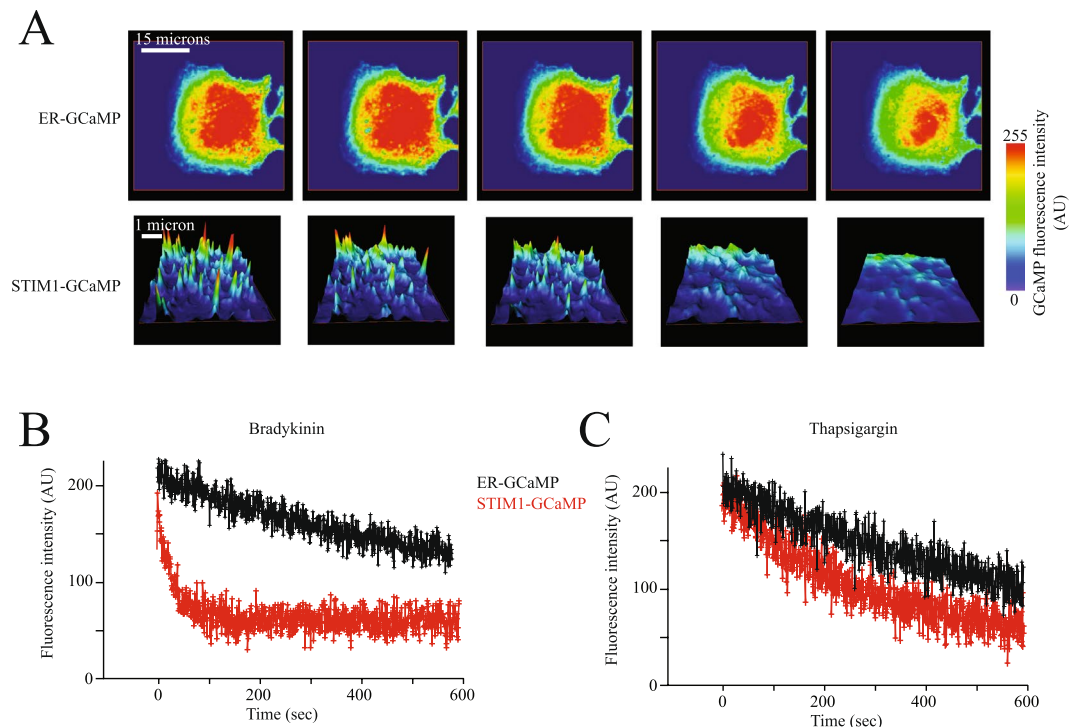 A
15 microns
ER-GCaMP
1 micron
STIM1-GCaMP
255
0
GCaMP fluorescence intensity
(AU)
B
Bradykinin
Fluorescence intensity (AU)
200
100
0
0 200 400 600
Time (sec)
ER-GCaMP
STIM1-GCaMP
C
Thapsigargin
Fluorescence intensity (AU)
200
100
0
0 200 400 600
Time (sec)